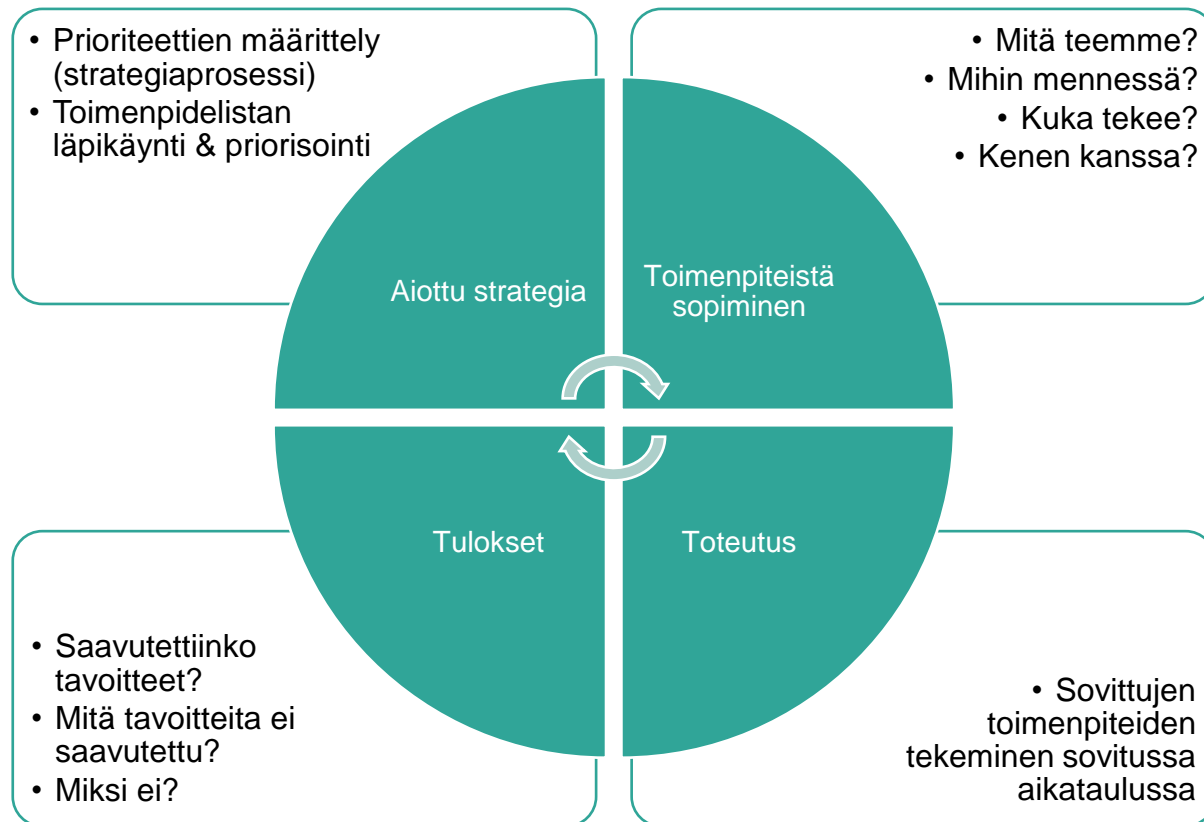 • Prioriteettien määrittely
(strategiaprosessi)
• Toimenpidelistan
läpikäynti & priorisointi
• Mitä teemme?
• Mihin mennessä?
• Kuka tekee?
• Kenen kanssa?
Aiottu strategia
Toimenpiteistä
sopiminen
Tulokset
Toteutus
• Saavutettiinko
tavoitteet?
• Mitä tavoitteita ei
saavutettu?
• Miksi ei?
• Sovittujen
toimenpiteiden
tekeminen sovitussa
aikataulussa